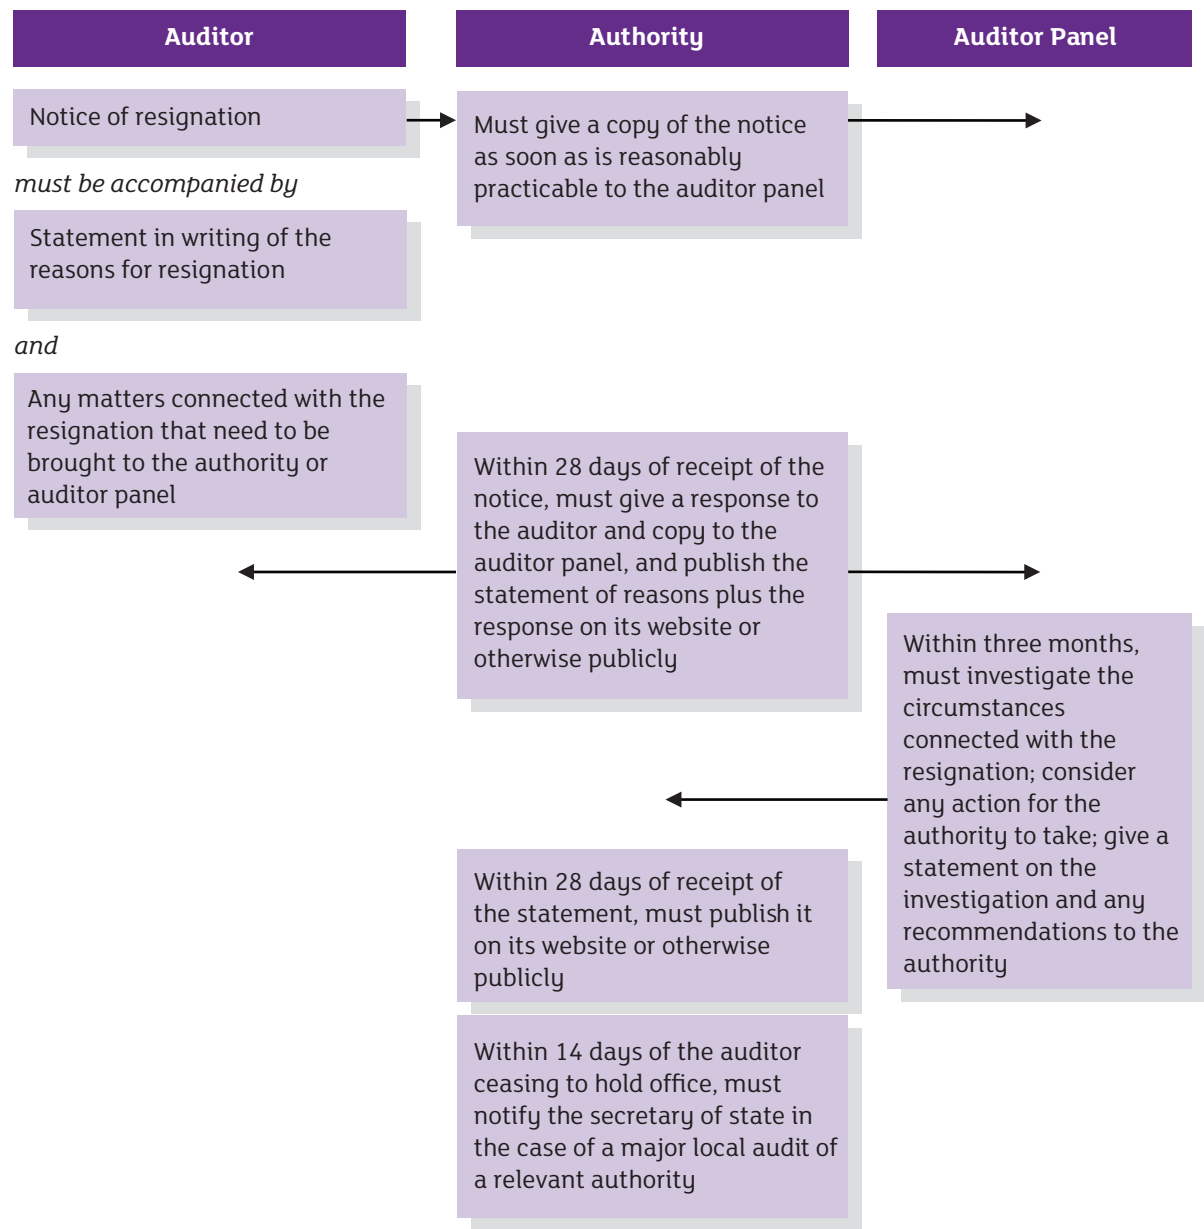 Auditor
Authority
Auditor Panel
Notice of resignation
must be accompanied by
Statement in writing of the
reasons for resignation
and
Any matters connected with the
resignation that need to be
brought to the authority or
auditor panel
Must give a copy of the notice
as soon as is reasonably
practicable to the auditor panel
Within 28 days of receipt of the
notice, must give a response to
the auditor and copy to the
auditor panel, and publish the
statement of reasons plus the
response on its website or
otherwise publicly
Within three months,
must investigate the
circumstances
connected with the
resignation; consider
any action for the
authority to take; give a
statement on the
investigation and any
recommendations to the
authority
Within 28 days of receipt of
the statement, must publish it
on its website or otherwise
publicly
Within 14 days of the auditor
ceasing to hold office, must
notify the secretary of state in
the case of a major local audit of
a relevant authority